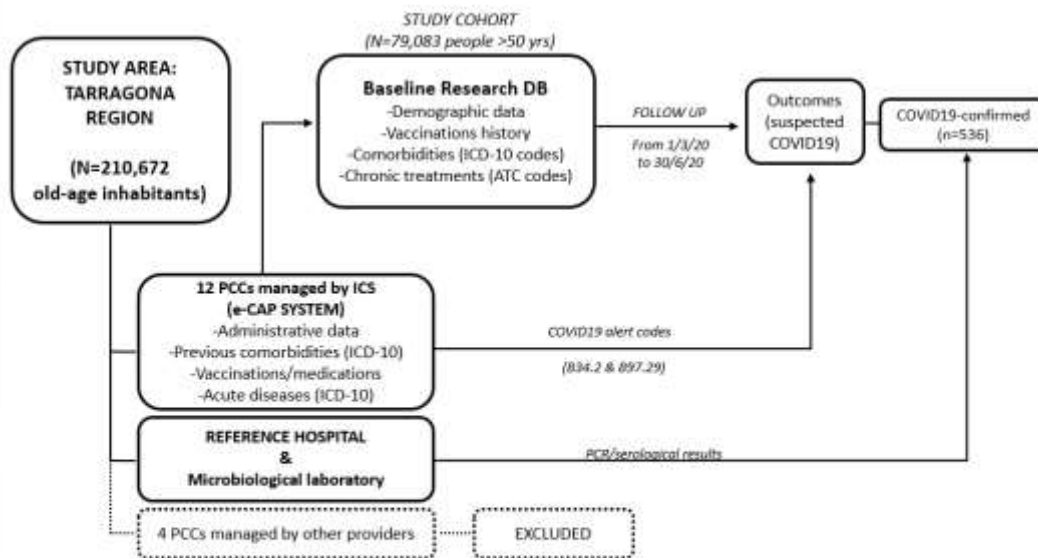 STUDY COHORT
(N=79,083 people >50 yrs)
STUDY AREA:
TARRAGONA
REGION
(N=210,672
old-age inhabitants)
Baseline Research DB
-Demographic data
-Vaccinations history
-Comorbidities (ICD-10 codes)
-Chronic treatments (ATC codes)
FOLLOW UP
From 1/3/20
to 30/6/20
Outcomes
(suspected
COVID19)
COVID19-confirmed
(n=536)
12 PCCs managed by ICS
(e-CAP SYSTEM)
-Administrative data
-Previous comorbidities (ICD-10)
-Vaccinations/medications
-Acute diseases (ICD-10)
COVID19 alert codes
(B34.2 & B97.29)
REFERENCE HOSPITAL
&
Microbiological laboratory
PCR/serological results
4 PCCs managed by other providers
EXCLUDED